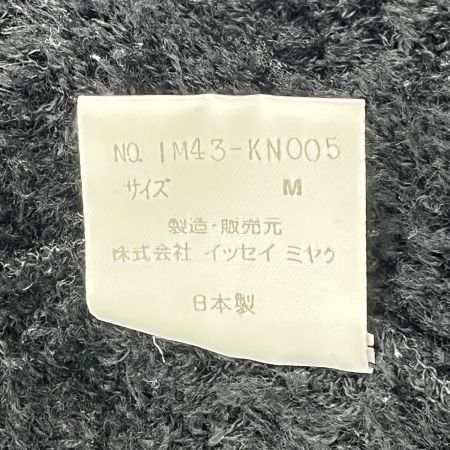 NO. IM43-KN005
サイズ M
製造・販売元
株式会社 イッセイ ミヤケ
日本製